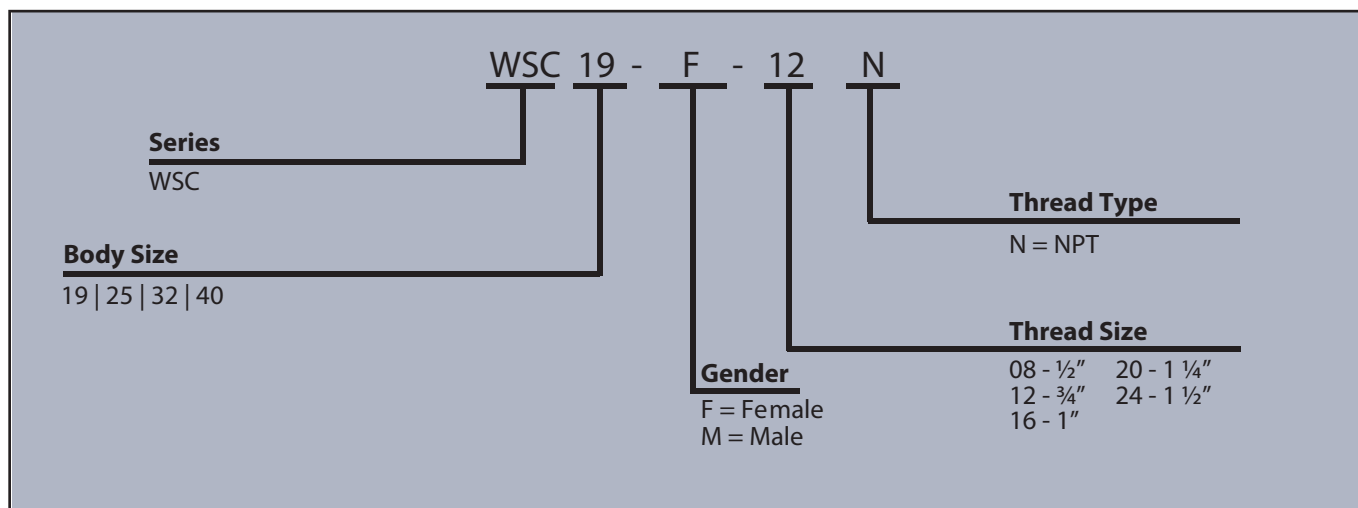 WSC 19 - F - 12 N
Series
WSC
Thread Type
N = NPT
Body Size
19 | 25 | 32 | 40
Thread Size
08 - ½" 20 - 1 ¼"
12 - ¾" 24 - 1 ½"
16 - 1"
Gender
F = Female
M = Male